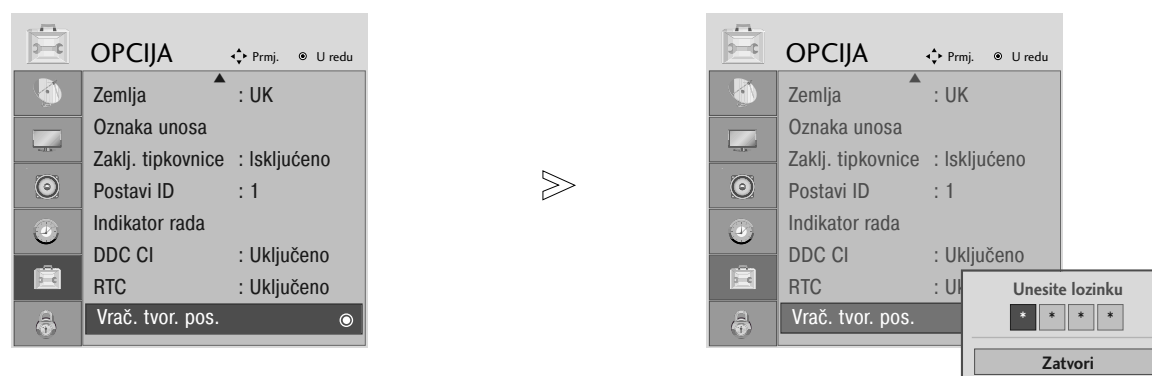 OPCIJA Prmj. U redu
Zemlja : UK
Oznaka unosa
Zaklj. tipkovnice : Isključeno
Postavi ID : 1
Indikator rada
DDC CI : Uključeno
RTC : Uključeno
Vrač. tvor. pos.
OPCIJA Prmj. U redu
Zemlja : UK
Oznaka unosa
Zaklj. tipkovnice : Isključeno
Postavi ID : 1
Indikator rada
DDC CI : Uključeno
RTC : Uk
Vrač. tvor. pos.
Unesite lozinku
* * * *
Zatvori